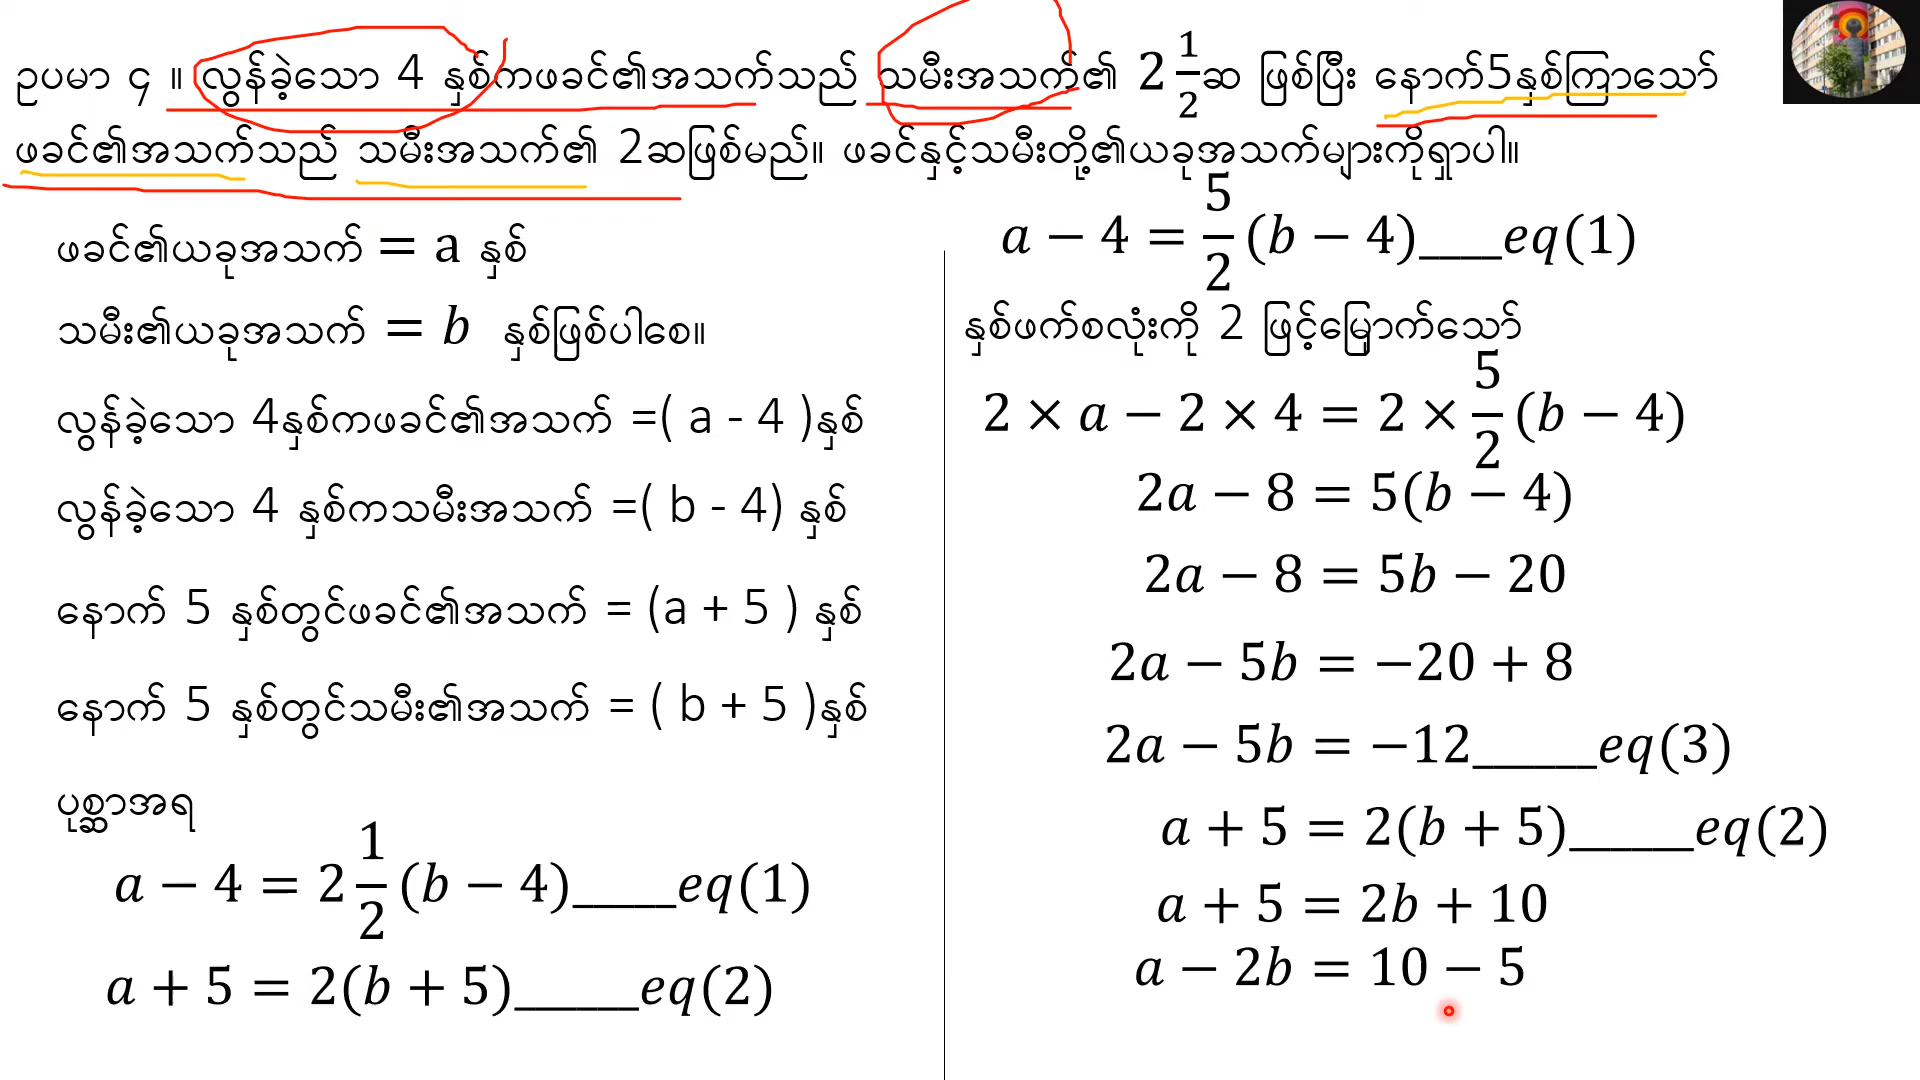 ဥပမာ ၄ ။ လွန်ခဲ့သော 4 နှစ်ကဖခင်၏အသက်သည် သမီးအသက်၏ 2 1/2 ဆ ဖြစ်ပြီး နောက်5နှစ်ကြာသော်
ဖခင်၏အသက်သည် သမီးအသက်၏ 2ဆဖြစ်မည်။ ဖခင်နှင့်သမီးတို့၏ယခုအသက်များကိုရှာပါ။
ဖခင်၏ယခုအသက် = a နှစ်
သမီး၏ယခုအသက် = b နှစ်ဖြစ်ပါစေ။
လွန်ခဲ့သော 4နှစ်ကဖခင်၏အသက် =( a - 4 )နှစ်
လွန်ခဲ့သော 4 နှစ်ကသမီးအသက် =( b - 4) နှစ်
နောက် 5 နှစ်တွင်ဖခင်၏အသက် = (a + 5 ) နှစ်
နောက် 5 နှစ်တွင်သမီး၏အသက် = ( b + 5 )နှစ်
ပုစ္ဆာအရ
a − 4 = 2 1/2 (b − 4)_____eq(1)
a + 5 = 2(b + 5)______eq(2)
a − 4 = 5/2 (b − 4)____eq(1)
နှစ်ဖက်စလုံးကို 2 ဖြင့်မြှောက်သော်
2 × a − 2 × 4 = 2 × 5/2 (b − 4)
2a − 8 = 5(b − 4)
2a − 8 = 5b − 20
2a − 5b = −20 + 8
2a − 5b = −12______eq(3)
a + 5 = 2(b + 5)______eq(2)
a + 5 = 2b + 10
a − 2b = 10 − 5